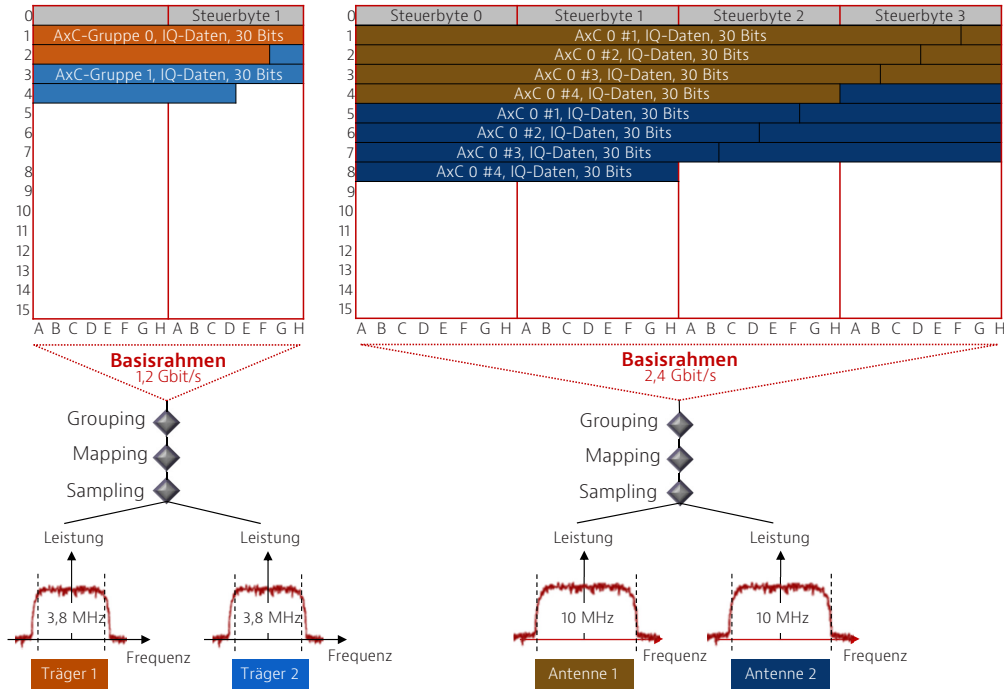 0
Steuerbyte 1
1
AxC-Gruppe 0, IQ-Daten, 30 Bits
2
3
AxC-Gruppe 1, IQ-Daten, 30 Bits
4
5
6
7
8
9
10
11
12
13
14
15
A B C D E F G H A B C D E F G H
Basisrahmen
1,2 Gbit/s
Grouping
Mapping
Sampling
Leistung
3,8 MHz
Frequenz
Träger 1
Leistung
3,8 MHz
Frequenz
Träger 2
0
Steuerbyte 0 Steuerbyte 1 Steuerbyte 2 Steuerbyte 3
1
AxC 0 #1, IQ-Daten, 30 Bits
2
AxC 0 #2, IQ-Daten, 30 Bits
3
AxC 0 #3, IQ-Daten, 30 Bits
4
AxC 0 #4, IQ-Daten, 30 Bits
5
AxC 0 #1, IQ-Daten, 30 Bits
6
AxC 0 #2, IQ-Daten, 30 Bits
7
AxC 0 #3, IQ-Daten, 30 Bits
8
AxC 0 #4, IQ-Daten, 30 Bits
9
10
11
12
13
14
15
A B C D E F G H A B C D E F G H A B C D E F G H A B C D E F G H
Basisrahmen
2,4 Gbit/s
Grouping
Mapping
Sampling
Leistung
10 MHz
Frequenz
Antenne 1
Leistung
10 MHz
Frequenz
Antenne 2